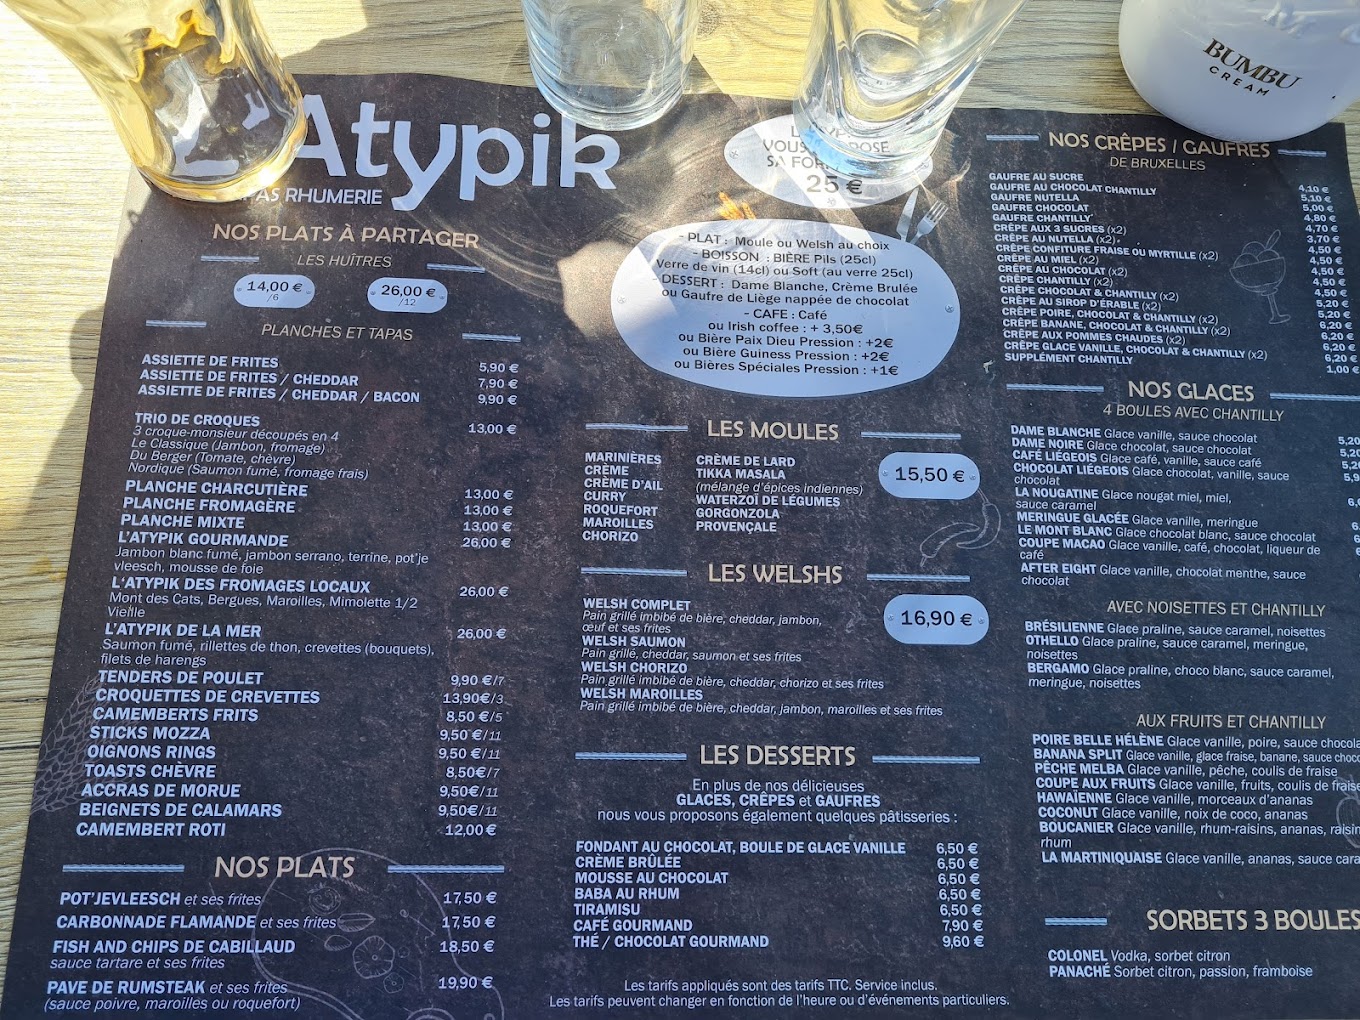 BUMBU
CREAM
L'Atypik
PAS RHUMERIE
NOS PLATS À PARTAGER
LES HUÎTRES
14,00 €
/6
26,00 €
/12
PLANCHES ET TAPAS
ASSIETTE DE FRITES 5,90 €
ASSIETTE DE FRITES / CHEDDAR 7,90 €
ASSIETTE DE FRITES / CHEDDAR / BACON 9,90 €
TRIO DE CROQUES 13,00 €
3 croque-monsieur découpés en 4
Le Classique (Jambon, fromage)
Du Berger (Tomate, chèvre)
Nordique (Saumon fumé, fromage frais)
PLANCHE CHARCUTIÈRE 13,00 €
PLANCHE FROMAGÈRE 13,00 €
PLANCHE MIXTE 13,00 €
L'ATYPIK GOURMANDE 26,00 €
Jambon blanc fumé, jambon serrano, terrine, pot'je
vleesch, mousse de foie
L'ATYPIK DES FROMAGES LOCAUX 26,00 €
Mont des Cats, Bergues, Maroilles, Mimolette 1/2
Vieille
L'ATYPIK DE LA MER 26,00 €
Saumon fumé, rillettes de thon, crevettes (bouquets),
filets de harengs
TENDERS DE POULET 9,90 €/7
CROQUETTES DE CREVETTES 13,90€/3
CAMEMBERTS FRITS 8,50 €/5
STICKS MOZZA 9,50 €/11
OIGNONS RINGS 9,50 €/11
TOASTS CHÈVRE 8,50€/7
ACCRAS DE MORUE 9,50€/11
BEIGNETS DE CALAMARS 9,50€/11
CAMEMBERT ROTI 12,00 €
NOS PLATS
POT'JEVLEESCH et ses frites 17,50 €
CARBONNADE FLAMANDE et ses frites 17,50 €
FISH AND CHIPS DE CABILLAUD 18,50 €
sauce tartare et ses frites
PAVE DE RUMSTEAK et ses frites 19,90 €
(sauce poivre, maroilles ou roquefort)
25 €
- PLAT : Moule ou Welsh au choix
- BOISSON : BIÈRE Pils (25cl)
Verre de vin (14cl) ou Soft (au verre 25cl)
- DESSERT : Dame Blanche, Crème Brulée
ou Gaufre de Liège nappée de chocolat
- CAFE : Café
ou Irish coffee : + 3,50€
ou Bière Paix Dieu Pression : +2€
ou Bière Guiness Pression : +2€
ou Bières Spéciales Pression : +1€
LES MOULES
15,50 €
MARINIÈRES
CRÈME
CRÈME D'AIL
CURRY
ROQUEFORT
MAROILLES
CHORIZO
CRÈME DE LARD
TIKKA MASALA
(mélange d'épices indiennes)
WATERZOÏ DE LÉGUMES
GORGONZOLA
PROVENÇALE
LES WELSHS
16,90 €
WELSH COMPLET
Pain grillé imbibé de bière, cheddar, jambon,
œuf et ses frites
WELSH SAUMON
Pain grillé, cheddar, saumon et ses frites
WELSH CHORIZO
Pain grillé imbibé de bière, cheddar, chorizo et ses frites
WELSH MAROILLES
Pain grillé imbibé de bière, cheddar, jambon, maroilles et ses frites
LES DESSERTS
En plus de nos délicieuses
GLACES, CRÊPES et GAUFRES
nous vous proposons également quelques pâtisseries :
FONDANT AU CHOCOLAT, BOULE DE GLACE VANILLE 6,50 €
CRÈME BRÛLÉE 6,50 €
MOUSSE AU CHOCOLAT 6,50 €
BABA AU RHUM 6,50 €
TIRAMISU 6,50 €
CAFÉ GOURMAND 7,90 €
THÉ / CHOCOLAT GOURMAND 9,60 €
Les tarifs appliqués sont des tarifs TTC. Service inclus.
Les tarifs peuvent changer en fonction de l'heure ou d'événements particuliers.
NOS CRÊPES / GAUFRES
DE BRUXELLES
GAUFRE AU SUCRE 4,10 €
GAUFRE AU CHOCOLAT CHANTILLY 5,10 €
GAUFRE NUTELLA 5,00 €
GAUFRE CHOCOLAT 4,80 €
GAUFRE CHANTILLY 4,70 €
CRÊPE AUX 3 SUCRES (x2) 3,70 €
CRÊPE AU NUTELLA (x2) 4,50 €
CRÊPE CONFITURE FRAISE OU MYRTILLE (x2) 4,50 €
CRÊPE AU MIEL (x2) 4,50 €
CRÊPE AU CHOCOLAT (x2) 4,50 €
CRÊPE CHANTILLY (x2) 4,50 €
CRÊPE CHOCOLAT & CHANTILLY (x2) 5,20 €
CRÊPE AU SIROP D'ÉRABLE (x2) 5,20 €
CRÊPE POIRE, CHOCOLAT & CHANTILLY (x2) 6,20 €
CRÊPE BANANE, CHOCOLAT & CHANTILLY (x2) 6,20 €
CRÊPE AUX POMMES CHAUDES (x2) 6,20 €
CRÊPE GLACE VANILLE, CHOCOLAT & CHANTILLY (x2) 6,20 €
SUPPLÉMENT CHANTILLY 1,00 €
NOS GLACES
4 BOULES AVEC CHANTILLY
DAME BLANCHE Glace vanille, sauce chocolat 5,20
DAME NOIRE Glace chocolat, sauce chocolat 5,20
CAFÉ LIÉGEOIS Glace café, vanille, sauce café 5,20
CHOCOLAT LIÉGEOIS Glace chocolat, vanille, sauce 5,9
chocolat
LA NOUGATINE Glace nougat miel, miel,
sauce caramel
MERINGUE GLACÉE Glace vanille, meringue
LE MONT BLANC Glace chocolat blanc, sauce chocolat
COUPE MACAO Glace vanille, café, chocolat, liqueur de
café
AFTER EIGHT Glace vanille, chocolat menthe, sauce
chocolat
AVEC NOISETTES ET CHANTILLY
BRÉSILIENNE Glace praline, sauce caramel, noisettes
OTHELLO Glace praline, sauce caramel, meringue,
noisettes
BERGAMO Glace praline, choco blanc, sauce caramel,
meringue, noisettes
AUX FRUITS ET CHANTILLY
POIRE BELLE HÉLÈNE Glace vanille, poire, sauce chocola
BANANA SPLIT Glace vanille, glace fraise, banane, sauce choco
PÊCHE MELBA Glace vanille, pêche, coulis de fraise
COUPE AUX FRUITS Glace vanille, fruits, coulis de fraise
HAWAÏENNE Glace vanille, morceaux d'ananas
COCONUT Glace vanille, noix de coco, ananas
BOUCANIER Glace vanille, rhum-raisins, ananas, raisin
rhum
LA MARTINIQUAISE Glace vanille, ananas, sauce cara
SORBETS 3 BOULES
COLONEL Vodka, sorbet citron
PANACHÉ Sorbet citron, passion, framboise